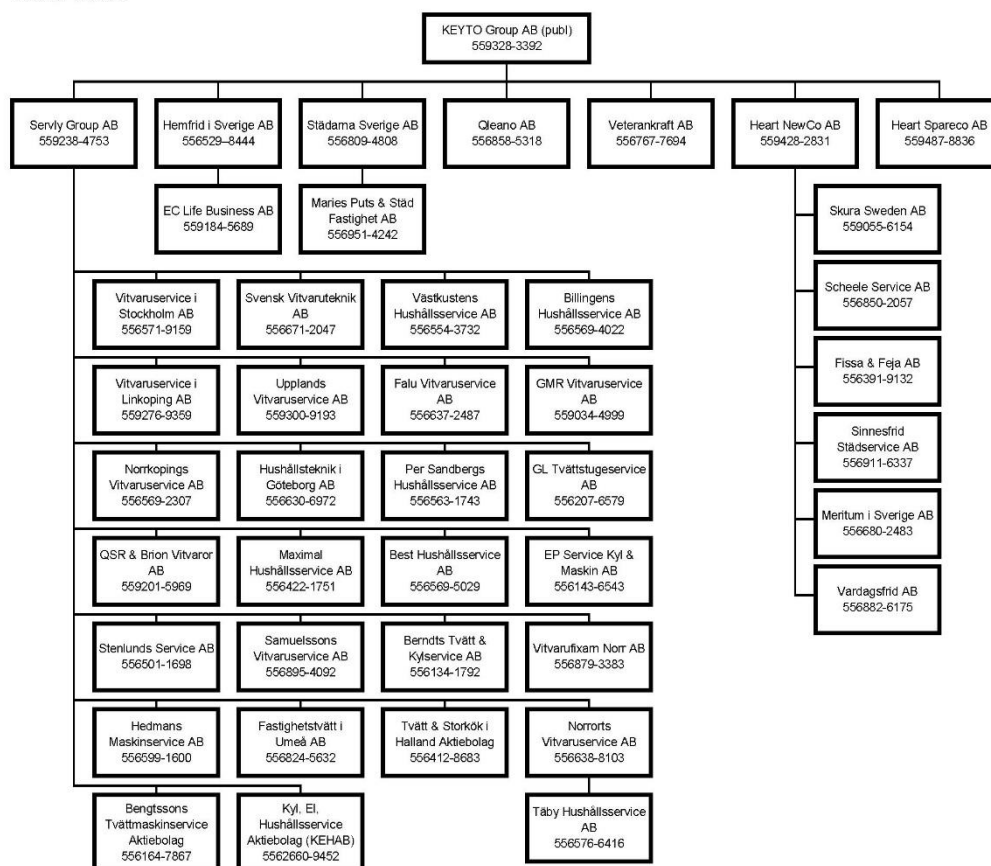 KEYTO Group AB (publ)
559328-3392
Servly Group AB
559238-4753
Hemfrid i Sverige AB
556529–8444
Städarna Sverige AB
556809-4808
Qleano AB
556858-5318
Veterankraft AB
556767-7694
Heart NewCo AB
559428-2831
Heart Spareco AB
559487-8836
EC Life Business AB
559184-5689
Maries Puts & Städ
Fastighet AB
556951-4242
Skura Sweden AB
559055-6154
Scheele Service AB
556850-2057
Fissa & Feja AB
556391-9132
Sinnesfrid
Städservice AB
556911-6337
Meritum i Sverige AB
556680-2483
Vardagsfrid AB
556882-6175
Vitvaruservice i
Stockholm AB
556571-9159
Svensk Vitvaruteknik
AB
556671-2047
Västkustens
Hushållsservice AB
556554-3732
Billingens
Hushållsservice AB
556569-4022
Vitvaruservice i
Linkoping AB
559276-9359
Upplands
Vitvaruservice AB
559300-9193
Falu Vitvaruservice
AB
556637-2487
GMR Vitvaruservice
AB
559034-4999
Norrkopings
Vitvaruservice AB
556569-2307
Hushållsteknik i
Göteborg AB
556630-6972
Per Sandbergs
Hushållsservice AB
556563-1743
GL Tvättstugeservice
AB
556207-6579
QSR & Brion Vitvaror
AB
559201-5969
Maximal
Hushållsservice AB
556422-1751
Best Hushållsservice
AB
556569-5029
EP Service Kyl &
Maskin AB
556143-6543
Stenlunds Service AB
556501-1698
Samuelssons
Vitvaruservice AB
556895-4092
Berndts Tvätt &
Kylservice AB
556134-1792
Vitvarufixarn Norr AB
556879-3383
Hedmans
Maskinservice AB
556599-1600
Fastighetstvätt i
Umeå AB
556824-5632
Tvätt & Storkök i
Halland Aktiebolag
556412-8683
Norrorts
Vitvaruservice AB
556638-8103
Bengtssons
Tvättmaskinservice
Aktiebolag
556164-7867
Kyl, El,
Hushållsservice
Aktiebolag (KEHAB)
5562660-9452
Täby Hushållsservice
AB
556576-6416